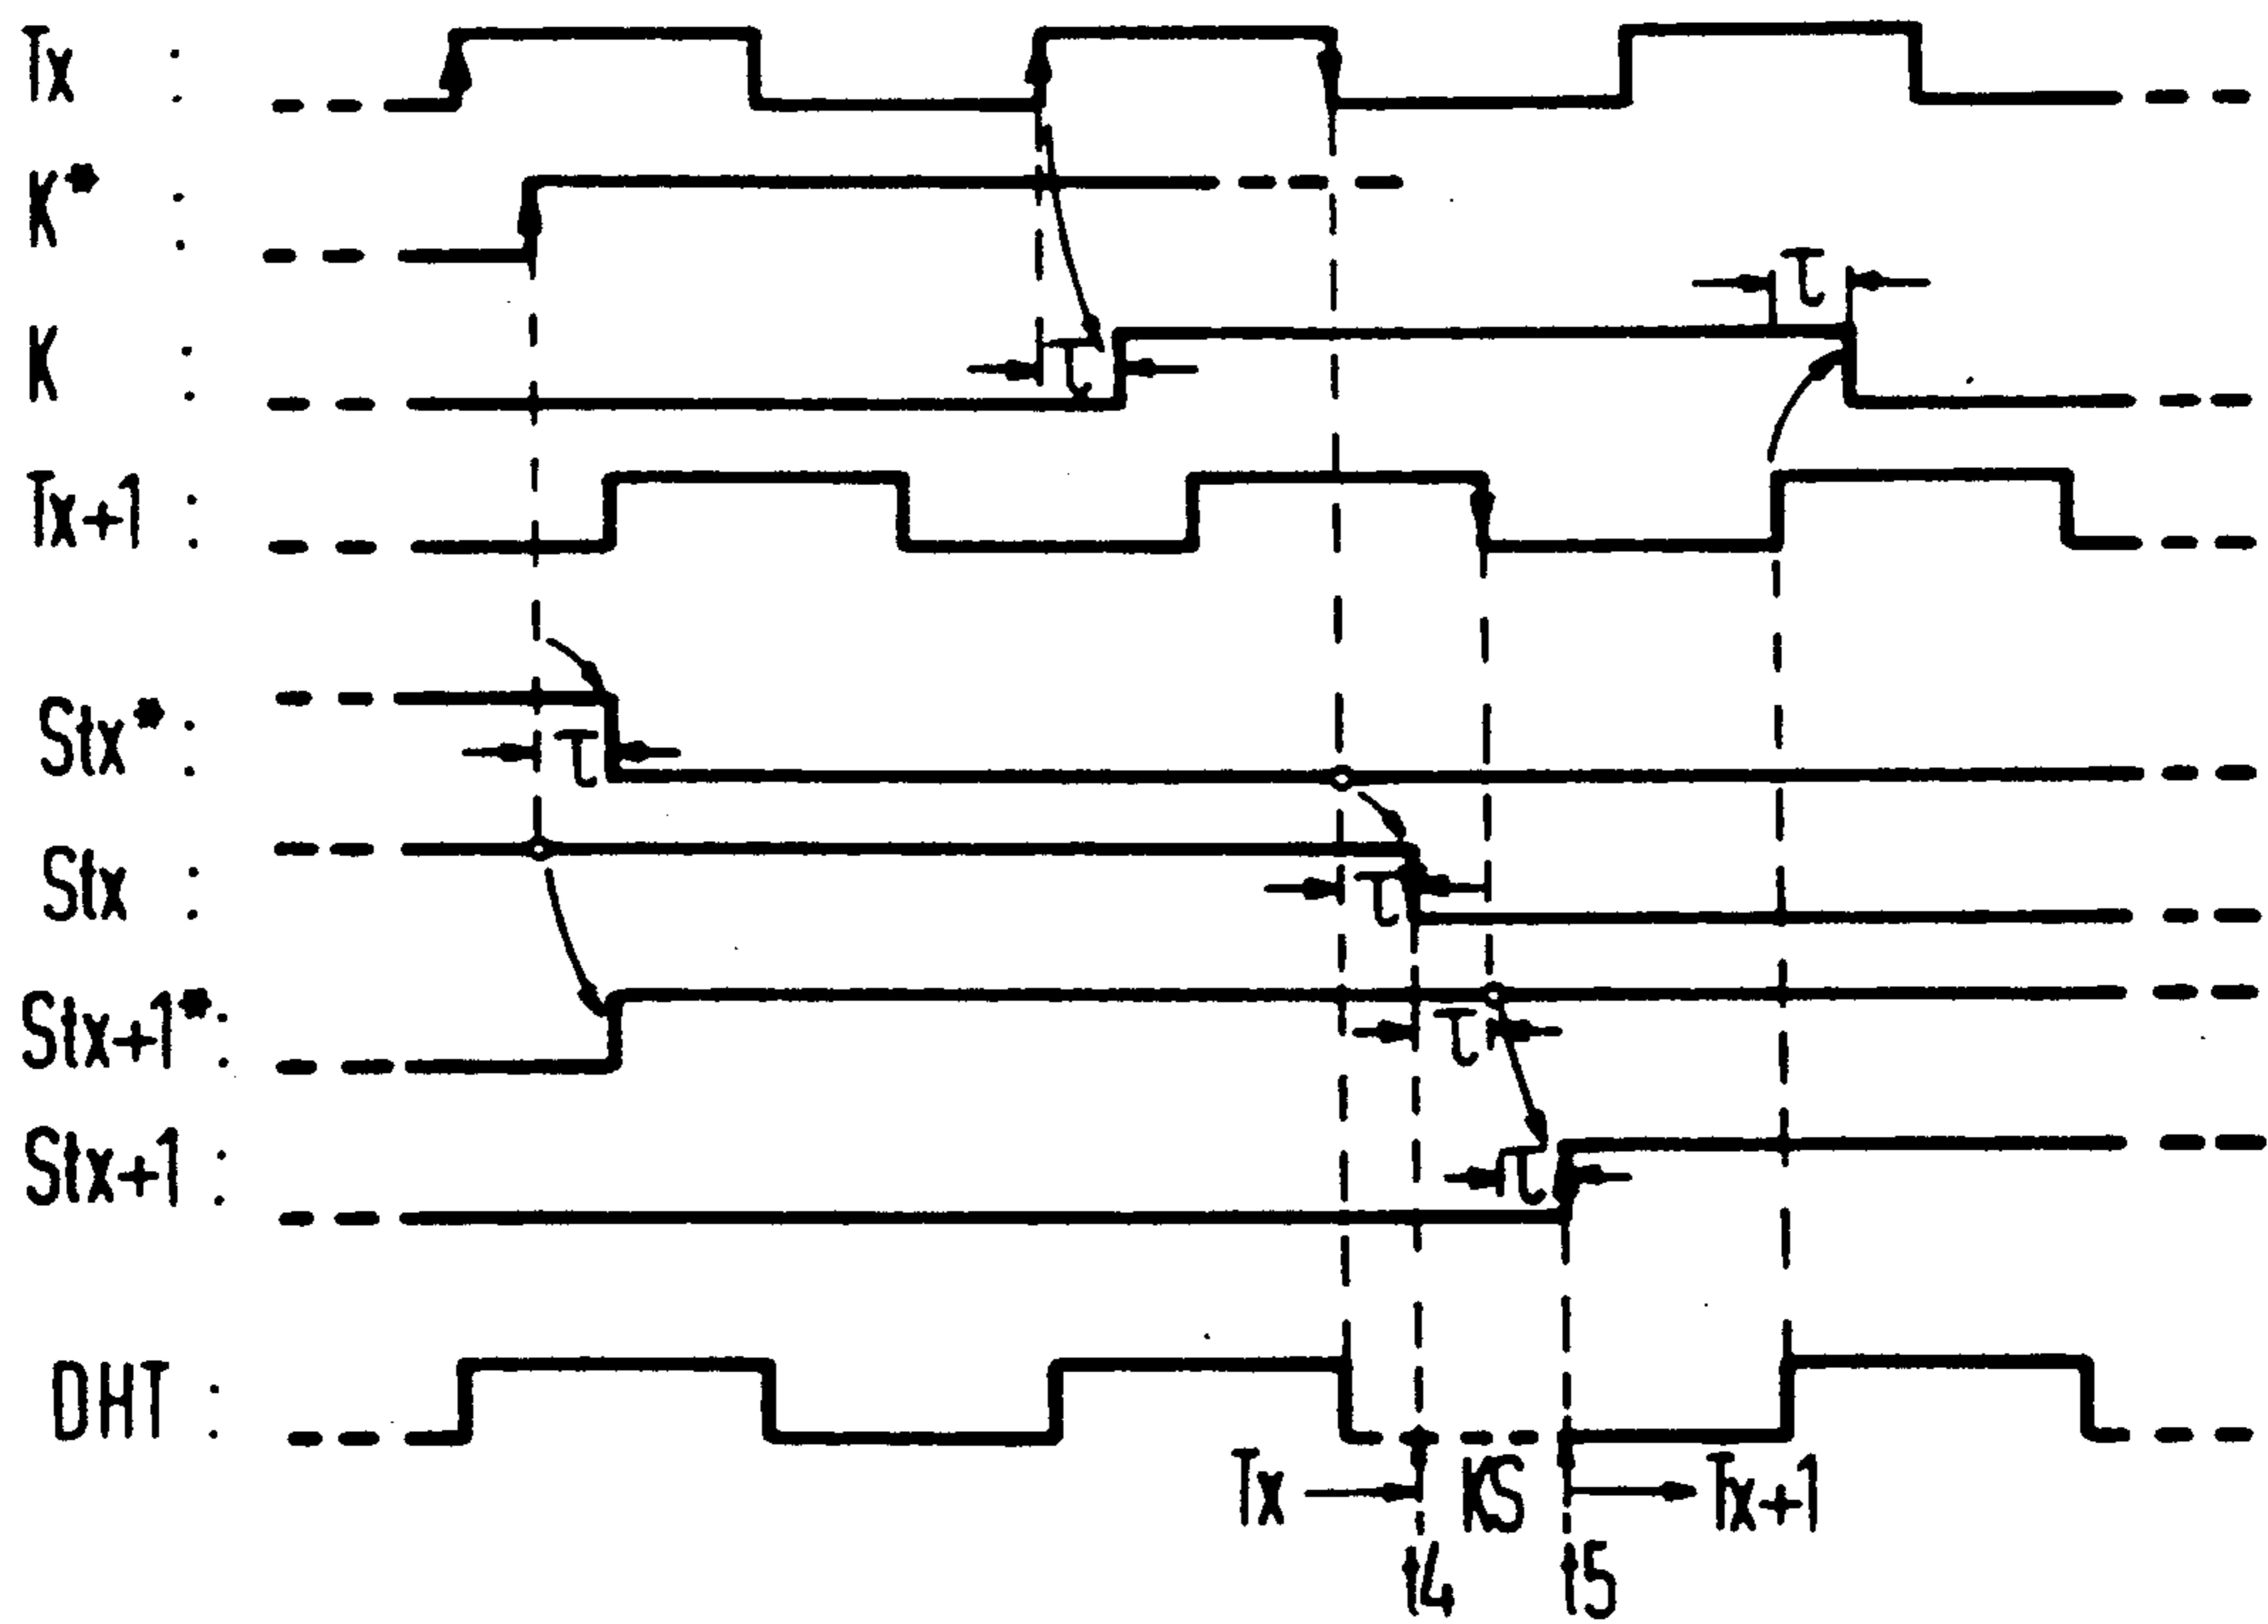 Tx :
K* :
τ
K :
τ
Tx+1 :
Stx* :
τ
Stx :
τ
Stx+1* :
τ
Stx+1 :
τ
DHT :
Tx KS Tx+1
t4 t5